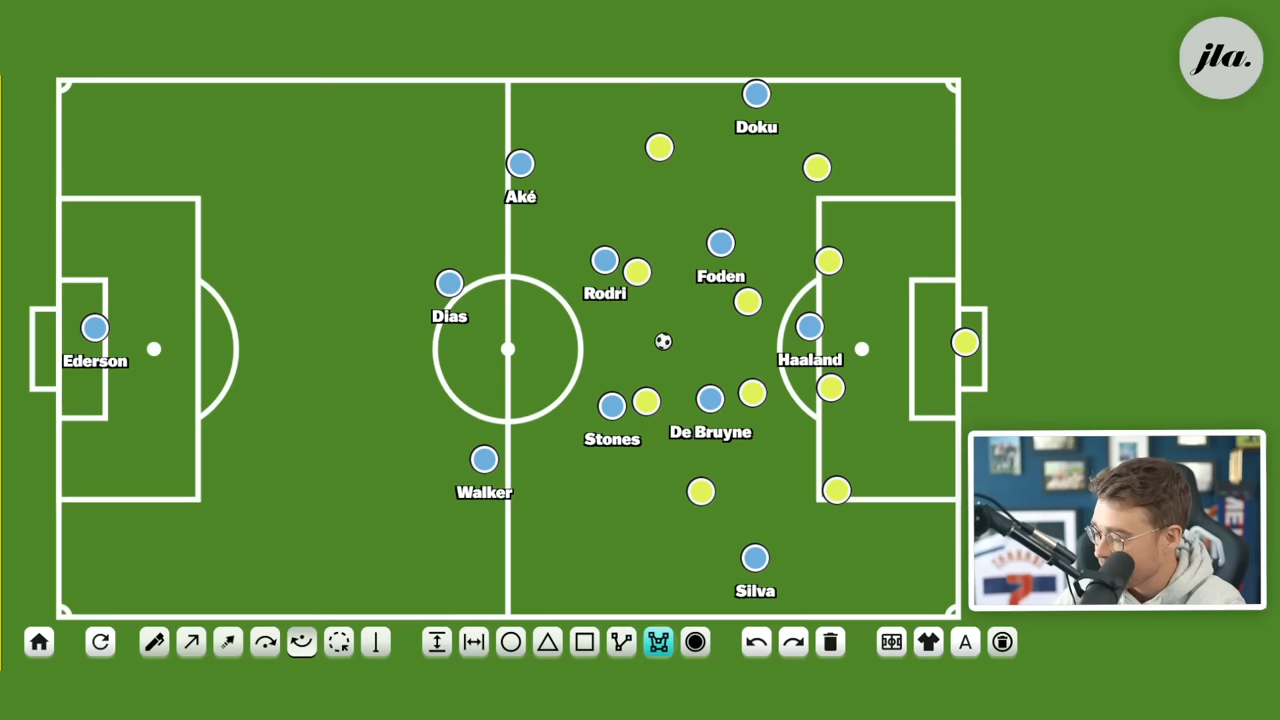 jla.
Doku
Aké
Foden
Rodri
Dias
Ederson
Haaland
De Bruyne
Stones
Walker
Silva
A